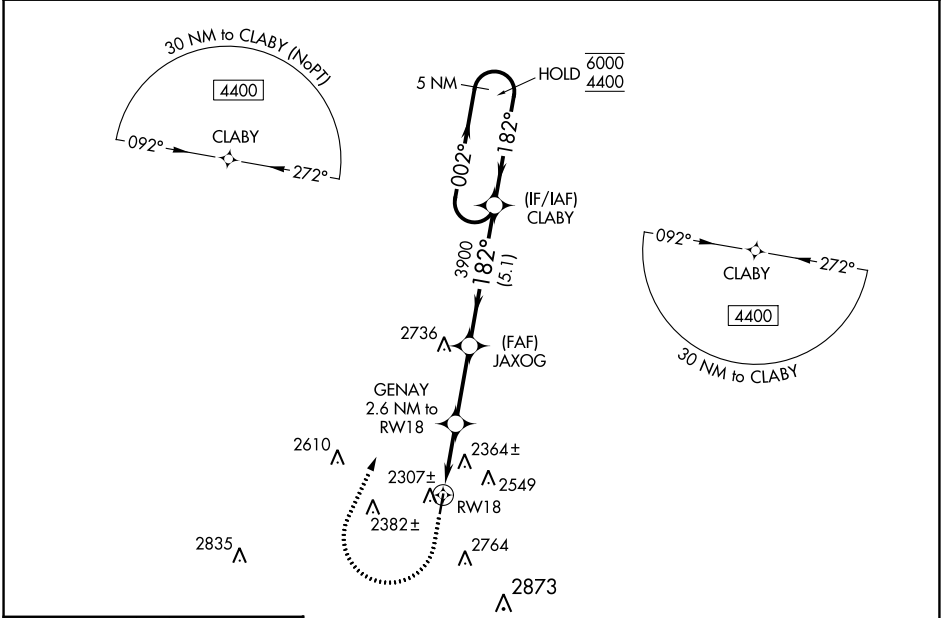 30 NM to CLABY (NoPT)
4400
CLABY
092°
272°
5 NM
HOLD
6000
4400
002°
182°
(IF/IAF)
CLABY
3900
182°
(5.1)
092°
272°
CLABY
4400
30 NM to CLABY
2736
(FAF)
JAXOG
GENAY
2.6 NM to
RW18
2610
2364±
2307±
2549
RW18
2382±
2835
2764
2873